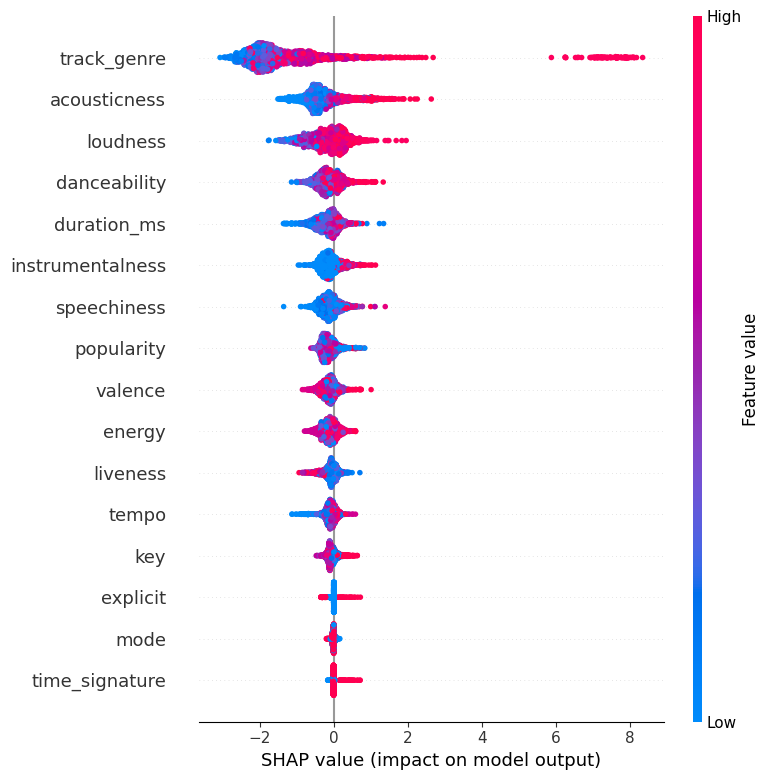 High
track_genre
acousticness
loudness
danceability
duration_ms
instrumentalness
speechiness
popularity
valence
energy
liveness
tempo
key
explicit
mode
time_signature
Feature value
Low
−2 0 2 4 6 8
SHAP value (impact on model output)